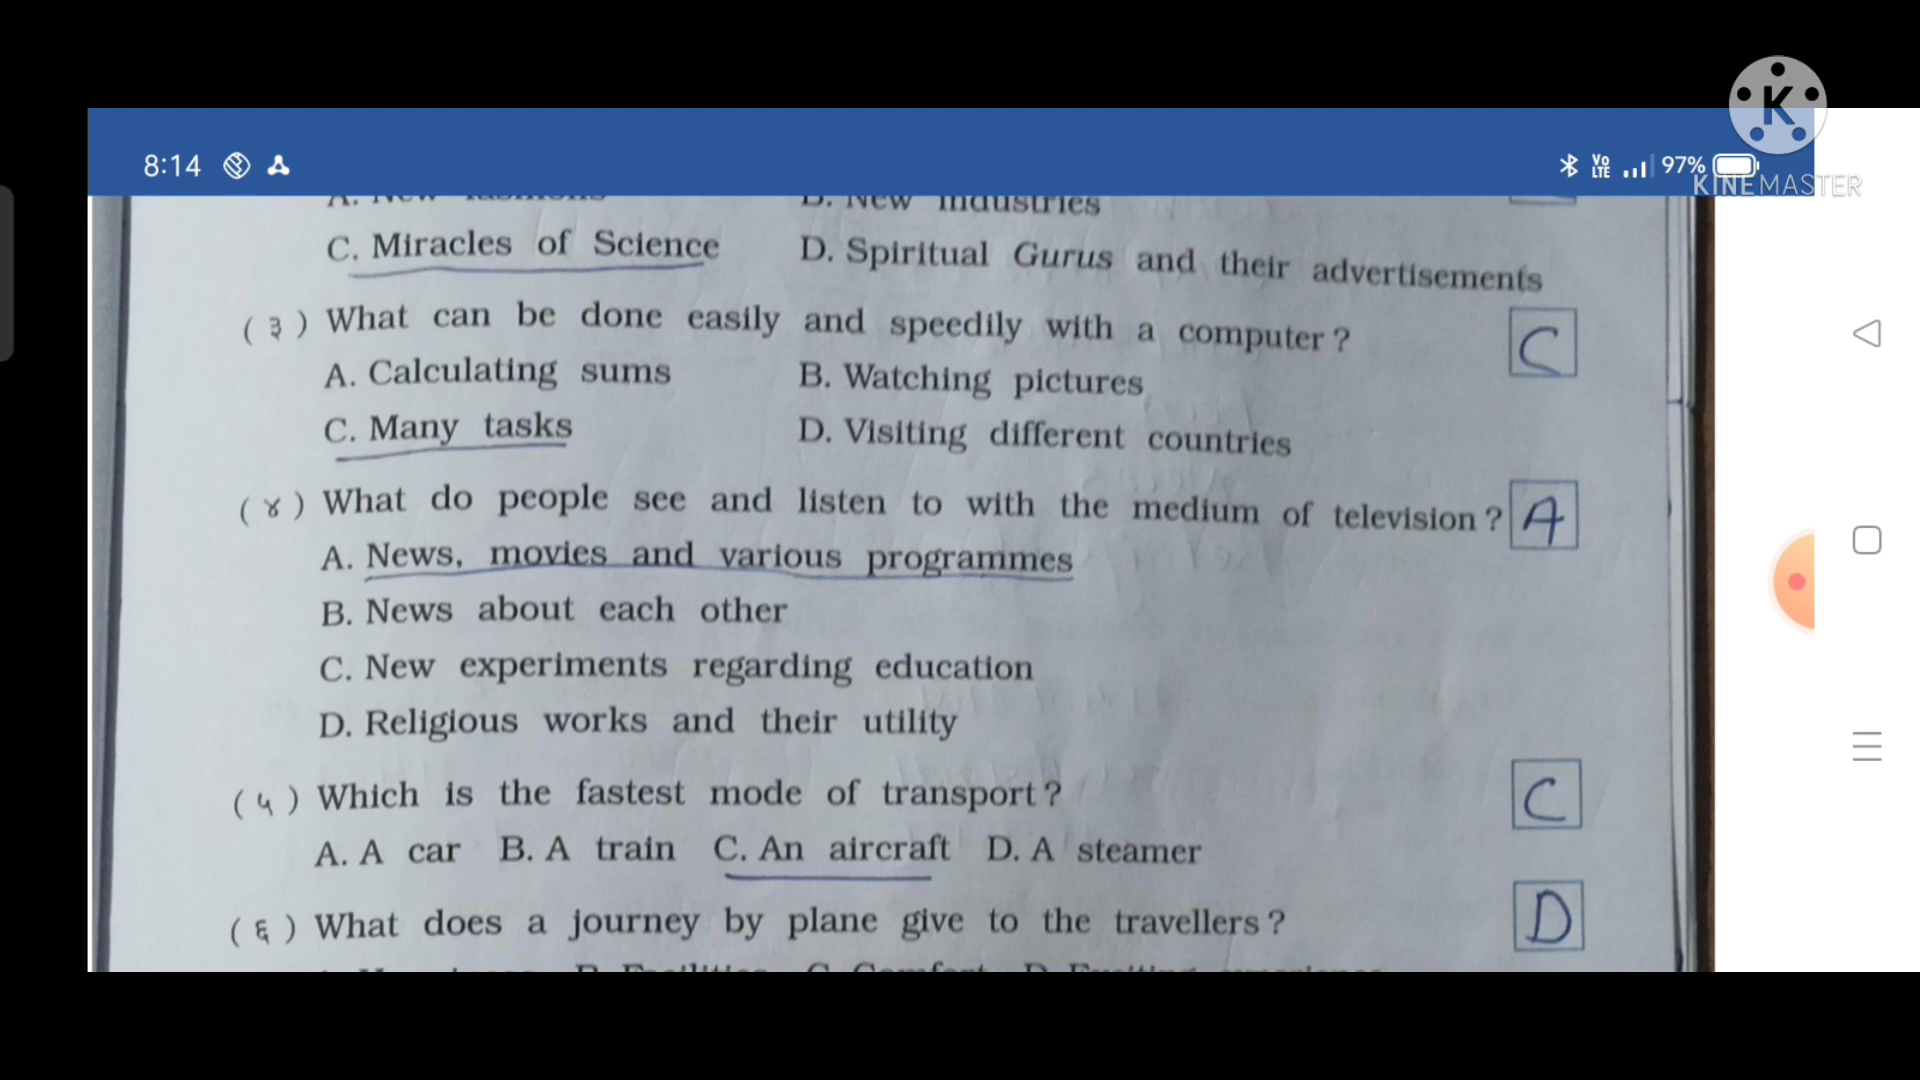 8:14 97%
KINEMASTER
B. New industries
C. Miracles of Science D. Spiritual Gurus and their advertisements
( ३ ) What can be done easily and speedily with a computer ? C
A. Calculating sums B. Watching pictures
C. Many tasks D. Visiting different countries
( ४ ) What do people see and listen to with the medium of television ? A
A. News, movies and various programmes
B. News about each other
C. New experiments regarding education
D. Religious works and their utility
( ५ ) Which is the fastest mode of transport ? C
A. A car B. A train C. An aircraft D. A steamer
( ६ ) What does a journey by plane give to the travellers ? D